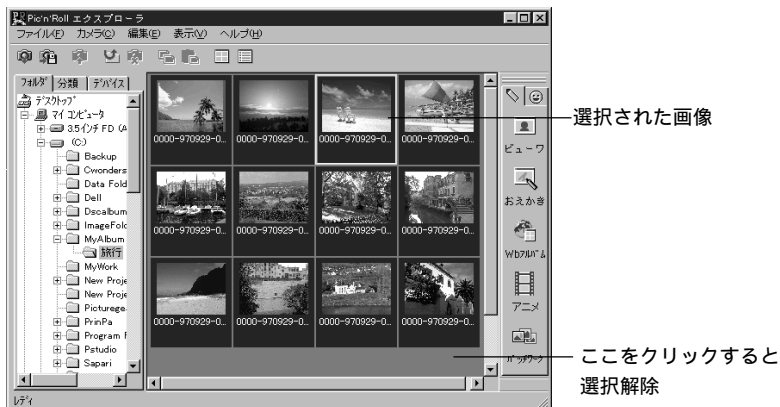 Pic'n'Roll エクスプローラ
ファイル(F) カメラ(C) 編集(E) 表示(V) ヘルプ(H)
フォルダ 分類 デバイス
デスクトップ
マイ コンピュータ
3.5インチ FD (A
(C:)
Backup
Cwonders
Data Fold
Dell
Dscalbum
ImageFolc
MyAlbum
旅行
MyWork
New Proje
New Proje
Picturege
PrinPa
Program F
Pstudio
Sapari
0000-970929-0... 0000-970929-0... 0000-970929-0... 0000-970929-0...
0000-970929-0... 0000-970929-0... 0000-970929-0... 0000-970929-0...
0000-970929-0... 0000-970929-0... 0000-970929-0... 0000-970929-0...
ビューワ
おえかき
Wbアルバム
アニメ
パッチワーク
レディ
選択された画像
ここをクリックすると
選択解除